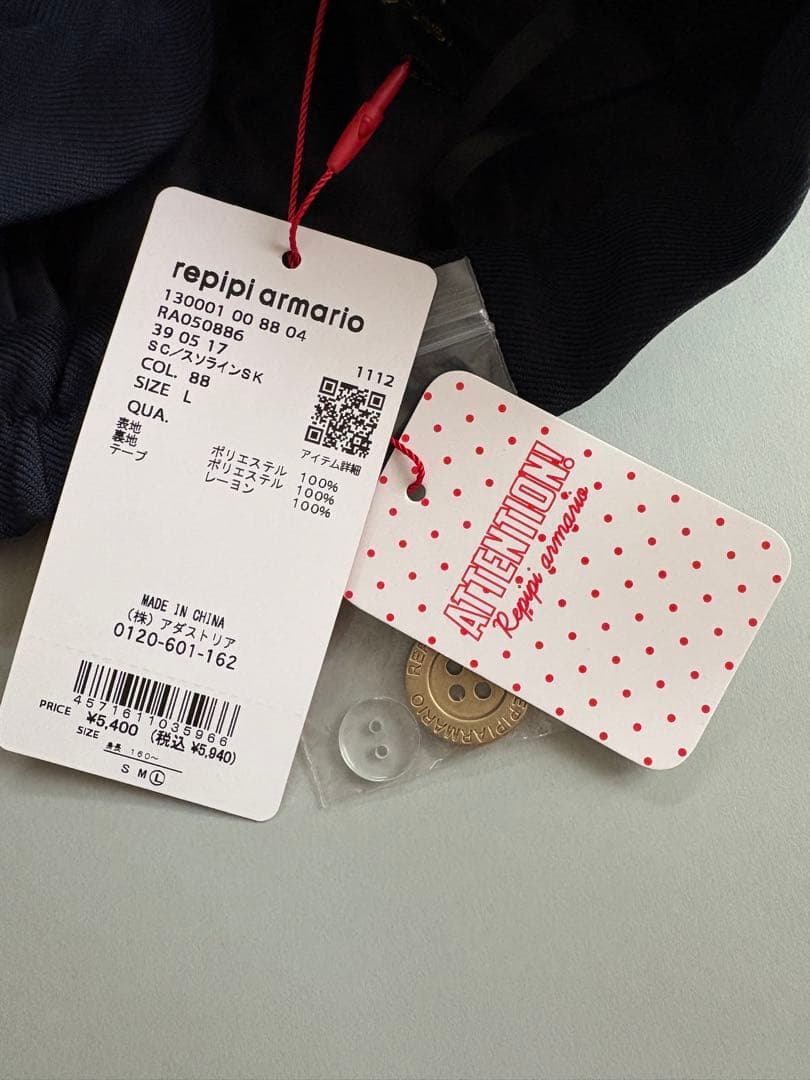 repipi armario
130001 00 88 04
RA050886
39 05 17
SC／スソラインSK
COL. 88
1112
SIZE L
アイテム詳細
QUA.
表地 ポリエステル 100%
裏地 ポリエステル 100%
テープ レーヨン 100%
MADE IN CHINA
（株）アダストリア
0120-601-162
4571611035966
PRICE ¥5,400 (税込 ¥5,940)
SIZE 身長 160～
S M L
ATTENTION!
Repipi armario
REPIPIARMARIO